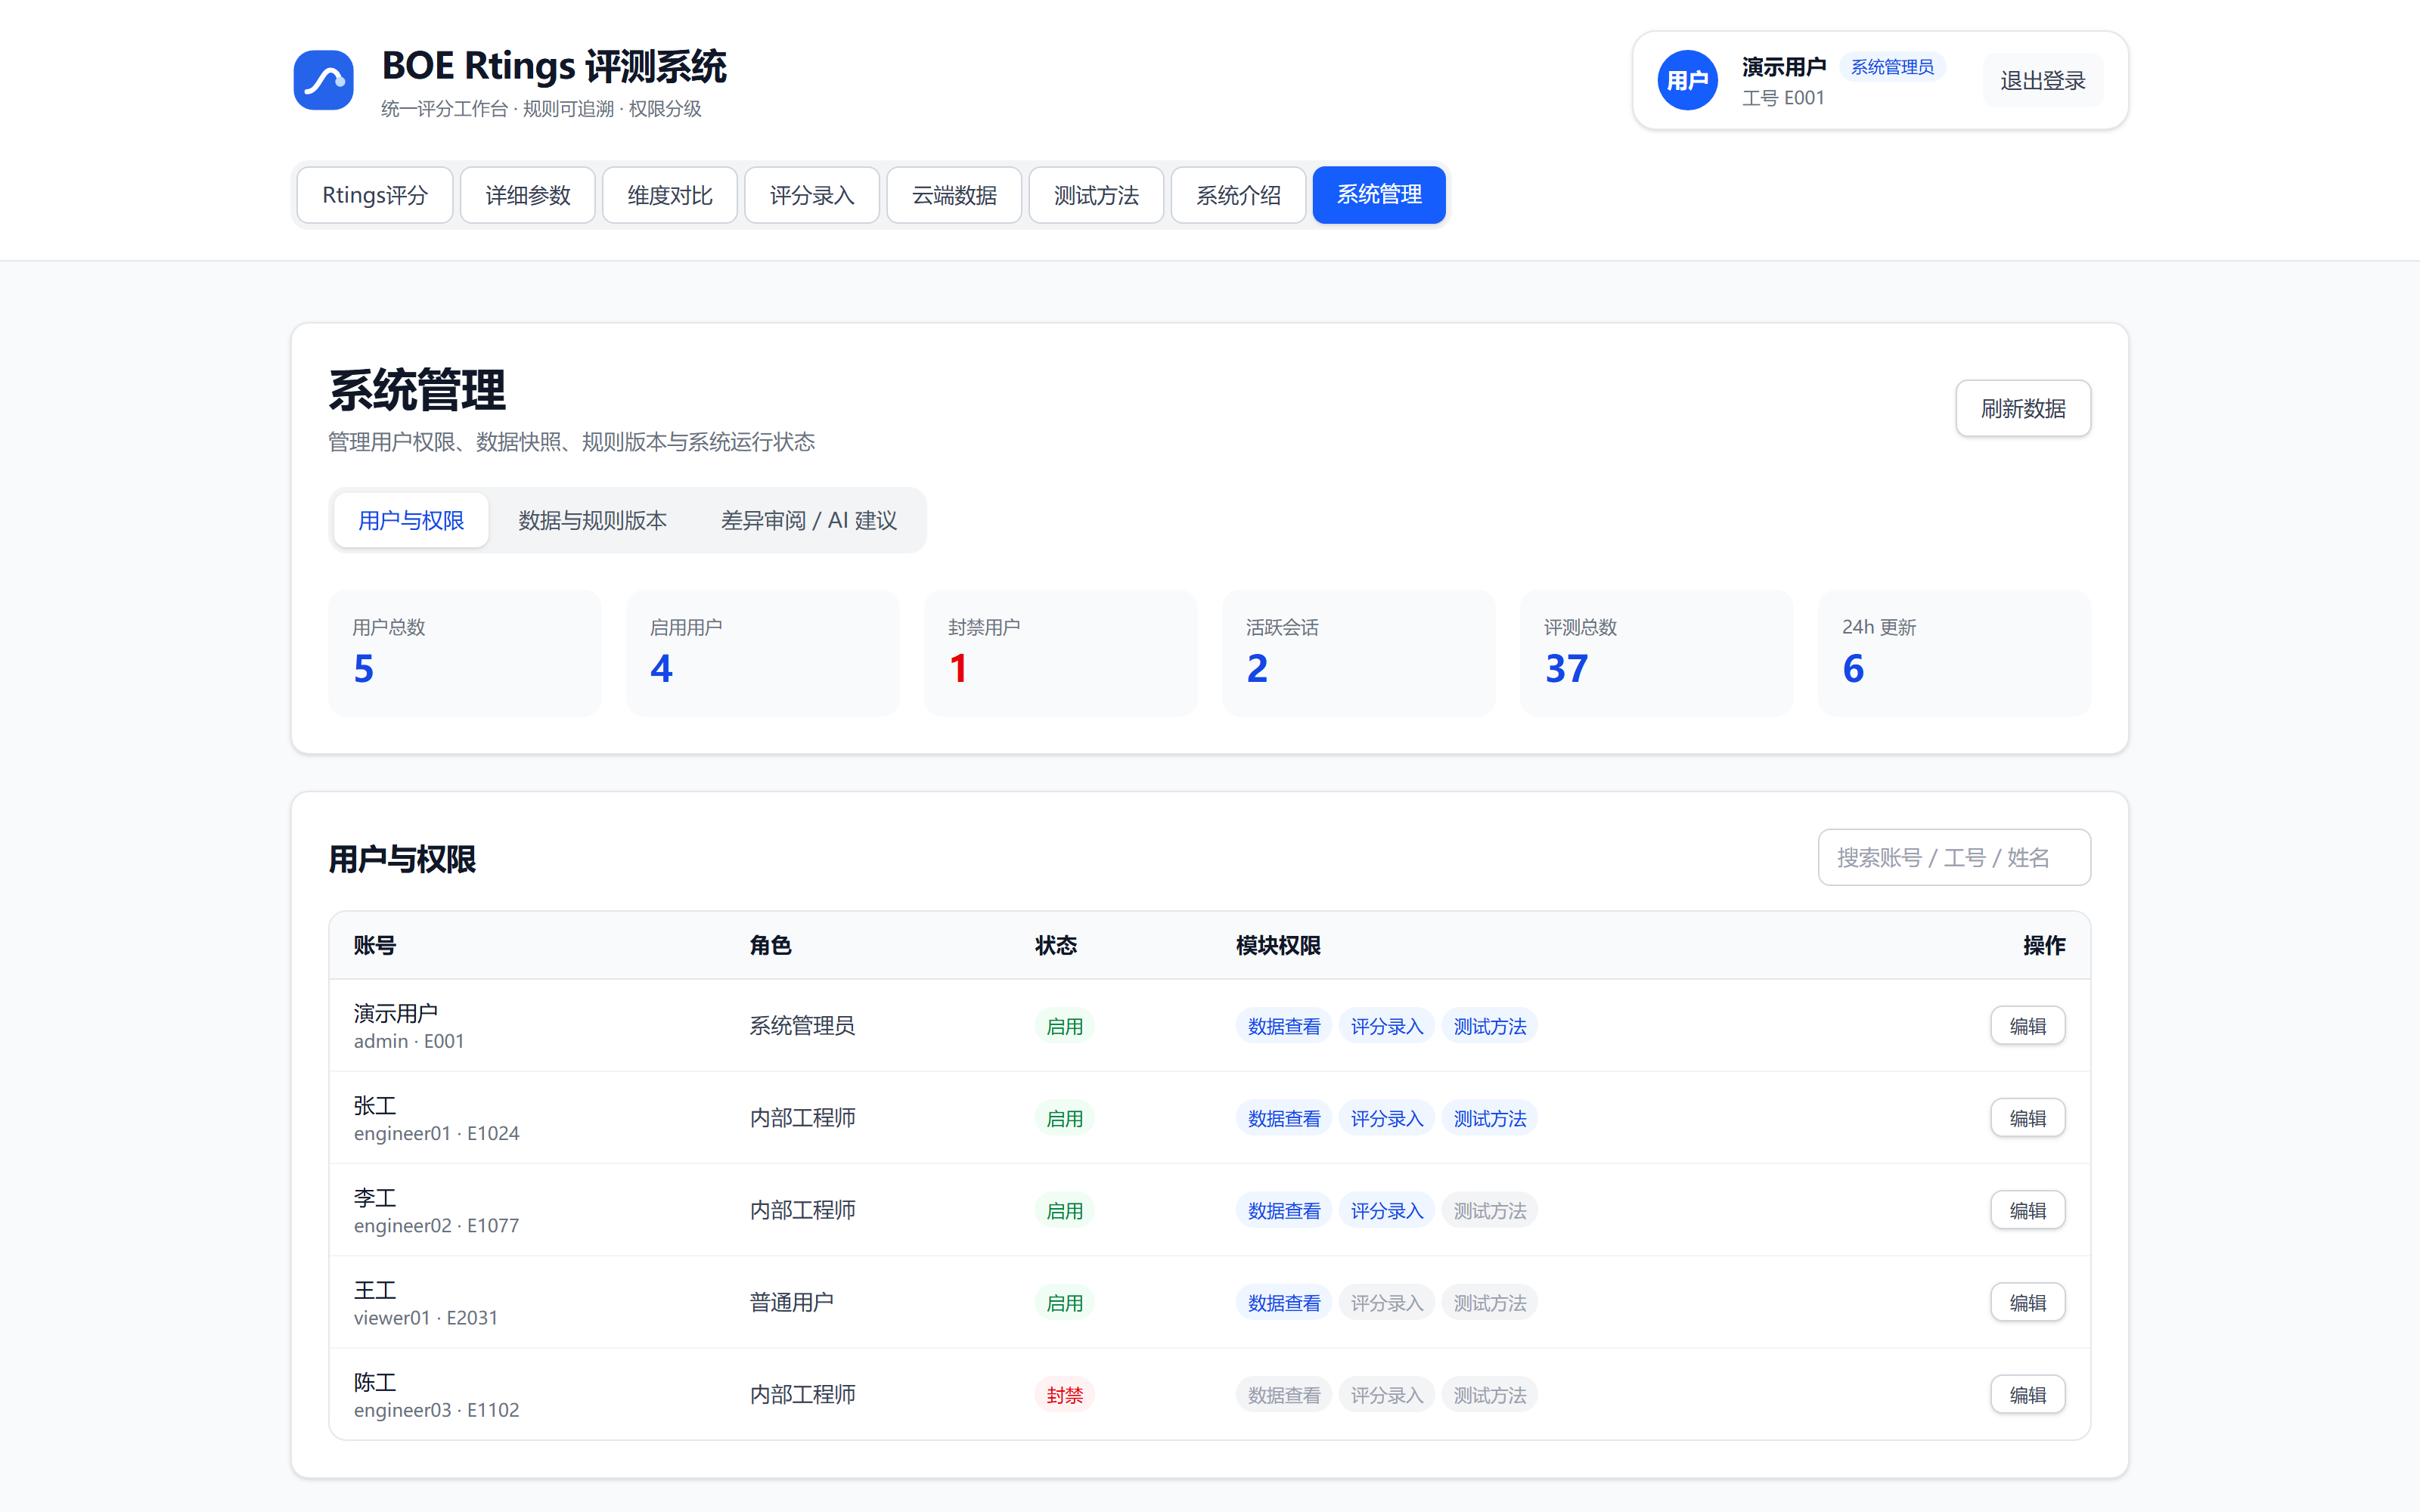 BOE Rtings 评测系统
统一评分工作台 · 规则可追溯 · 权限分级
用户
演示用户 系统管理员
工号 E001
退出登录
Rtings评分 详细参数 维度对比 评分录入 云端数据 测试方法 系统介绍 系统管理
系统管理
管理用户权限、数据快照、规则版本与系统运行状态
刷新数据
用户与权限 数据与规则版本 差异审阅 / AI 建议
用户总数 启用用户 封禁用户 活跃会话 评测总数 24h 更新
5 4 1 2 37 6
用户与权限
搜索账号 / 工号 / 姓名
账号 角色 状态 模块权限 操作
演示用户
admin · E001
系统管理员 启用 数据查看 评分录入 测试方法 编辑
张工
engineer01 · E1024
内部工程师 启用 数据查看 评分录入 测试方法 编辑
李工
engineer02 · E1077
内部工程师 启用 数据查看 评分录入 测试方法 编辑
王工
viewer01 · E2031
普通用户 启用 数据查看 评分录入 测试方法 编辑
陈工
engineer03 · E1102
内部工程师 封禁 数据查看 评分录入 测试方法 编辑